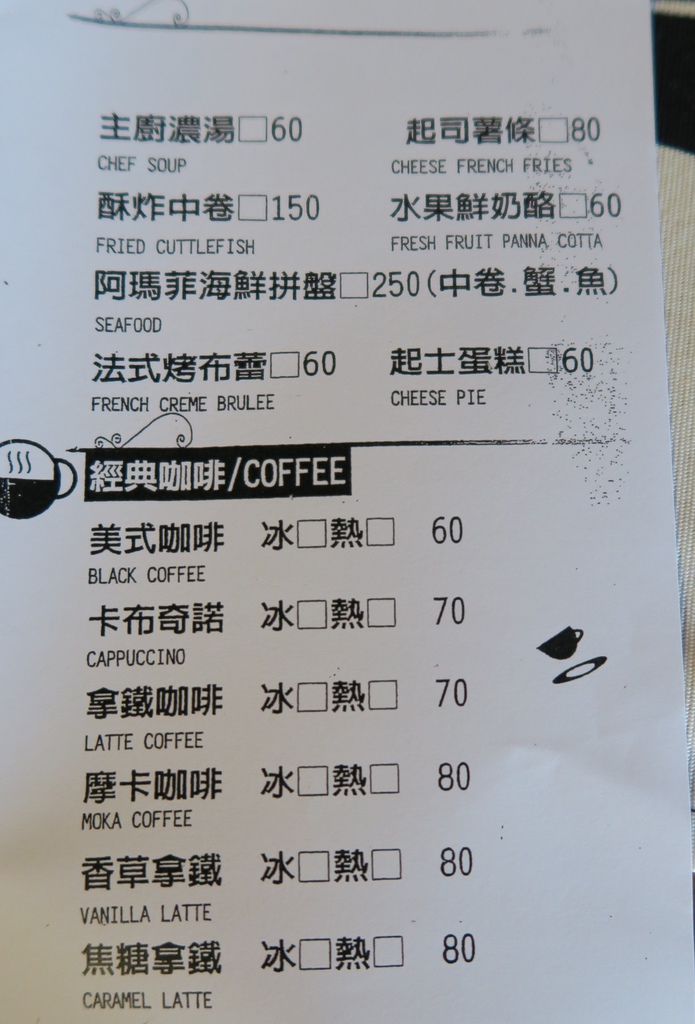 主廚濃湯□60 起司薯條□80
CHEF SOUP CHEESE FRENCH FRIES
酥炸中卷□150 水果鮮奶酪□60
FRIED CUTTLEFISH FRESH FRUIT PANNA COTTA
阿瑪菲海鮮拼盤□250(中卷.蟹.魚)
SEAFOOD
法式烤布蕾□60 起士蛋糕□60
FRENCH CREME BRULEE CHEESE PIE
經典咖啡/COFFEE
美式咖啡 冰□熱□ 60
BLACK COFFEE
卡布奇諾 冰□熱□ 70
CAPPUCCINO
拿鐵咖啡 冰□熱□ 70
LATTE COFFEE
摩卡咖啡 冰□熱□ 80
MOKA COFFEE
香草拿鐵 冰□熱□ 80
VANILLA LATTE
焦糖拿鐵 冰□熱□ 80
CARAMEL LATTE